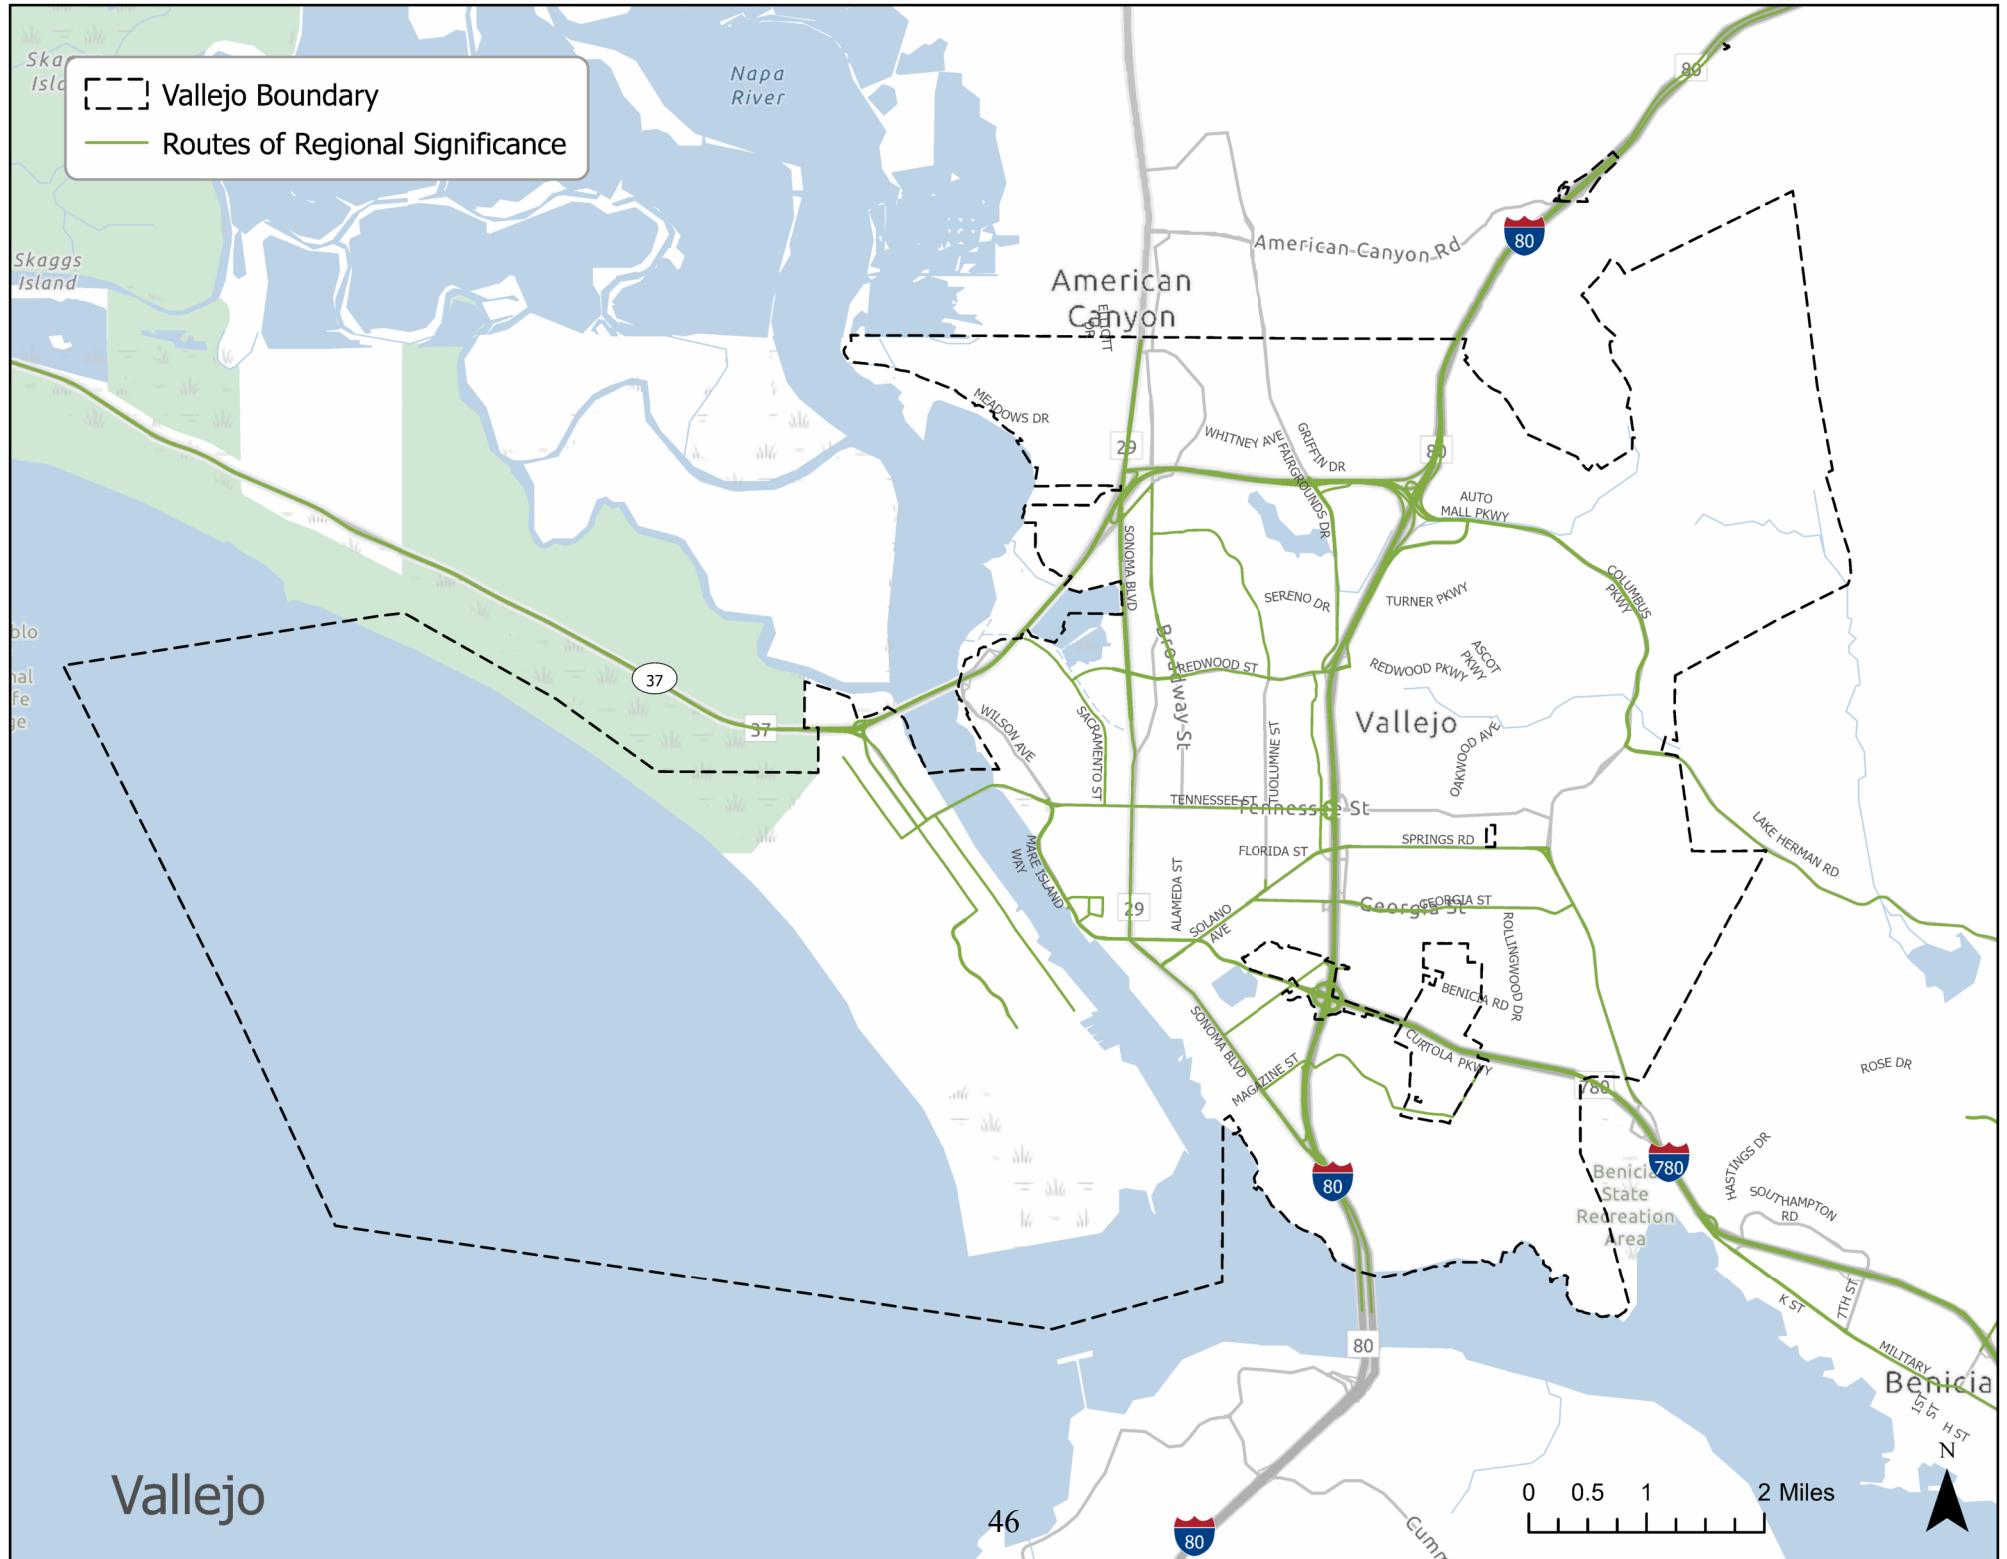 Vallejo Boundary
Routes of Regional Significance
Skaggs
Island
Napa
River
80
80
American Canyon Rd
American
Canyon
ELLIOTT
DR
MEADOWS DR
29
WHITNEY AVE
GRIFFIN DR
FAIRGROUNDS DR
80
AUTO
MALL PKWY
SONOMA BLVD
SERENO DR
TURNER PKWY
COLUMBUS
PKWY
Broadway St
REDWOOD ST
REDWOOD PKWY
ASCOT
PKWY
37
37
WILSON AVE
SACRAMENTO ST
TUOLUMNE ST
Vallejo
OAKWOOD AVE
TENNESSEE ST
Tennessee St
MARE ISLAND
WAY
FLORIDA ST
SPRINGS RD
LAKE HERMAN RD
ALAMEDA ST
29
SOLANO
AVE
Georgia St
GEORGIA ST
ROLLINGWOOD DR
BENICIA RD
SONOMA BLVD
MAGAZINE ST
CURTOLA PKWY
780
ROSE DR
80
780
Benicia
State
Recreation
Area
HASTINGS DR
SOUTHAMPTON
RD
K ST
7TH ST
80
MILITARY
Benicia
1ST
ST
H ST
N
Vallejo
46
80
0 0.5 1 2 Miles